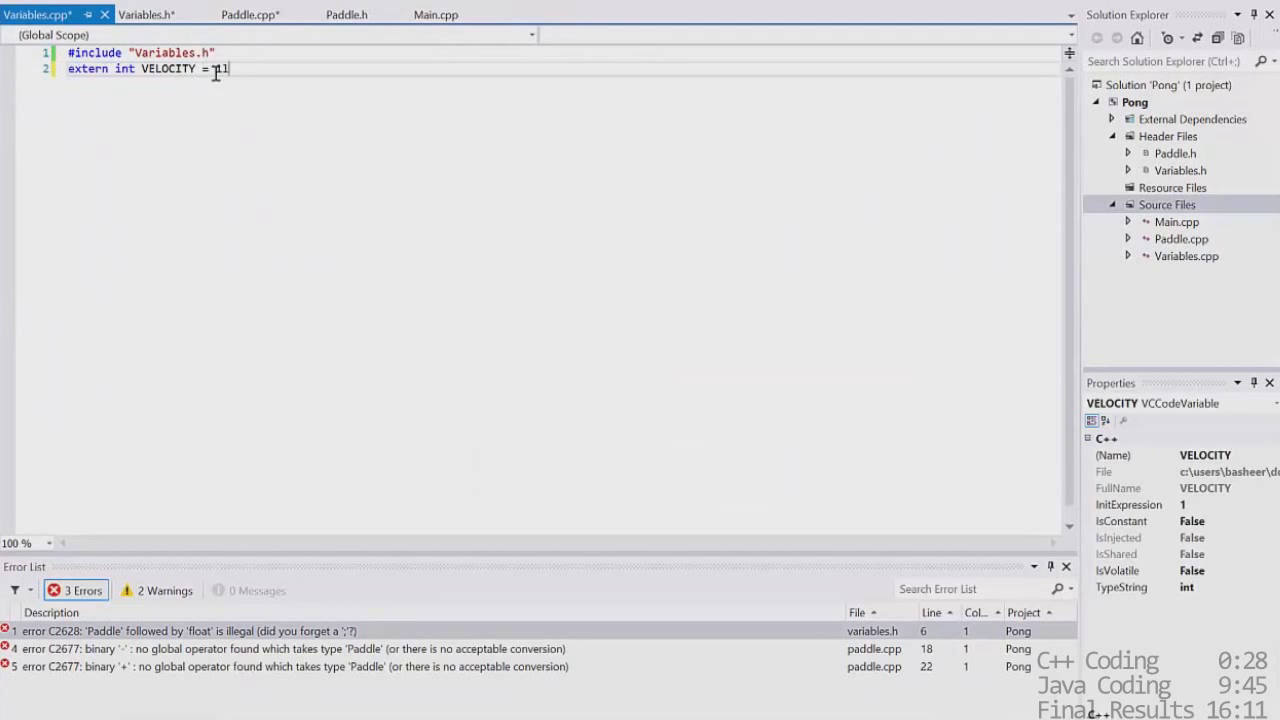 Variables.cpp*
Variables.h*
Paddle.cpp*
Paddle.h
Main.cpp
(Global Scope)
1 #include "Variables.h"
2 extern int VELOCITY = 11
100 %
Solution Explorer
Search Solution Explorer (Ctrl+;)
Solution 'Pong' (1 project)
Pong
External Dependencies
Header Files
Paddle.h
Variables.h
Resource Files
Source Files
Main.cpp
Paddle.cpp
Variables.cpp
Properties
VELOCITY VCCodeVariable
C++
(Name) VELOCITY
File c:\users\basheer\de
FullName VELOCITY
InitExpression 1
IsConstant False
IsInjected False
IsShared False
IsVolatile False
TypeString int
C++
Error List
3 Errors
2 Warnings
0 Messages
Search Error List
Description File Line Col... Project
1 error C2628: 'Paddle' followed by 'float' is illegal (did you forget a ';'?) variables.h 6 1 Pong
4 error C2677: binary '-' : no global operator found which takes type 'Paddle' (or there is no acceptable conversion) paddle.cpp 18 1 Pong
5 error C2677: binary '+' : no global operator found which takes type 'Paddle' (or there is no acceptable conversion) paddle.cpp 22 1 Pong
C++ Coding 0:28
Java Coding 9:45
Final Results 16:11